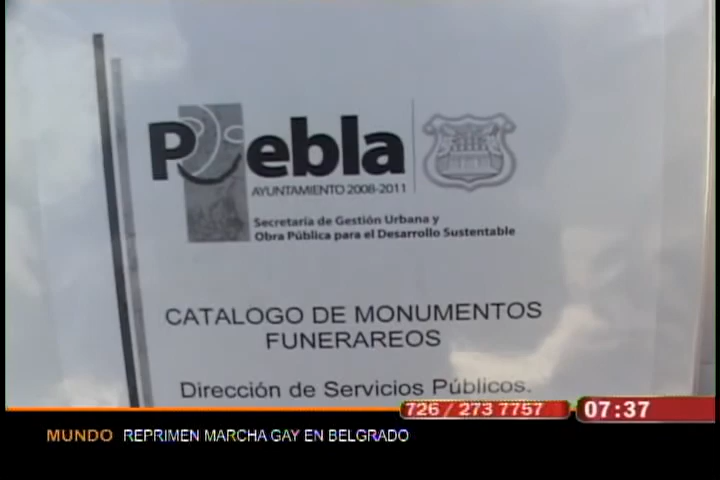 Puebla
AYUNTAMIENTO 2008-2011
Secretaría de Gestión Urbana y
Obra Pública para el Desarrollo Sustentable
CATALOGO DE MONUMENTOS
FUNERAREOS
Dirección de Servicios Públicos.
726 / 273 7757
07:37
MUNDO REPRIMEN MARCHA GAY EN BELGRADO